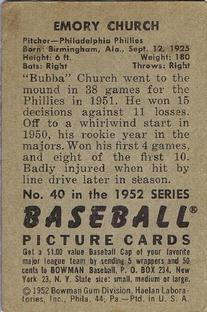 EMORY CHURCH
Pitcher—Philadelphia Phillies
Born: Birmingham, Ala., Sept. 12, 1925
Height: 6 ft. Weight: 180
Bats: Right Throws: Right
"Bubba" Church went to the
mound in 38 games for the
Phillies in 1951. He won 15
decisions against 11 losses.
Off to a whirlwind start in
1950, his rookie year in the
majors. Won his first 4 games,
and eight of the first 10.
Badly injured when hit by
line drive later in season.
No. 40 in the 1952 SERIES
BASEBALL®
PICTURE CARDS
Get a $1.00 value Baseball Cap of your favorite
major league team by sending 5 wrappers and 50
cents to BOWMAN Baseball, P. O. BOX 234, New
York 23, N. Y. State size: small, medium, or large.
©1952 Bowman Gum Division, Haelan Labora-
tories, Inc., Phila. 44, Pa.—Ptd. in U. S. A.